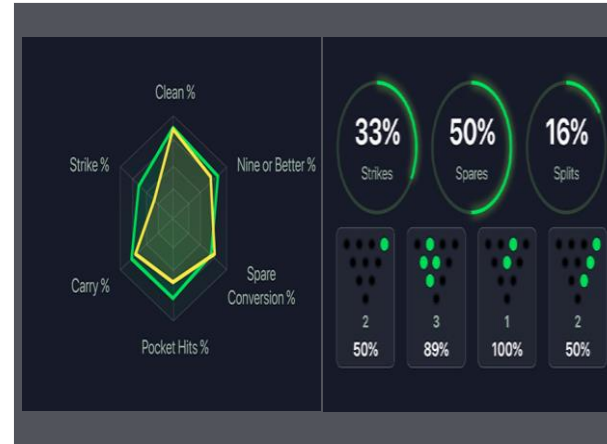 Clean %
Strike %
Nine or Better %
Carry %
Spare
Conversion %
Pocket Hits %
33%
Strikes
50%
Spares
16%
Splits
2
50%
3
89%
1
100%
2
50%